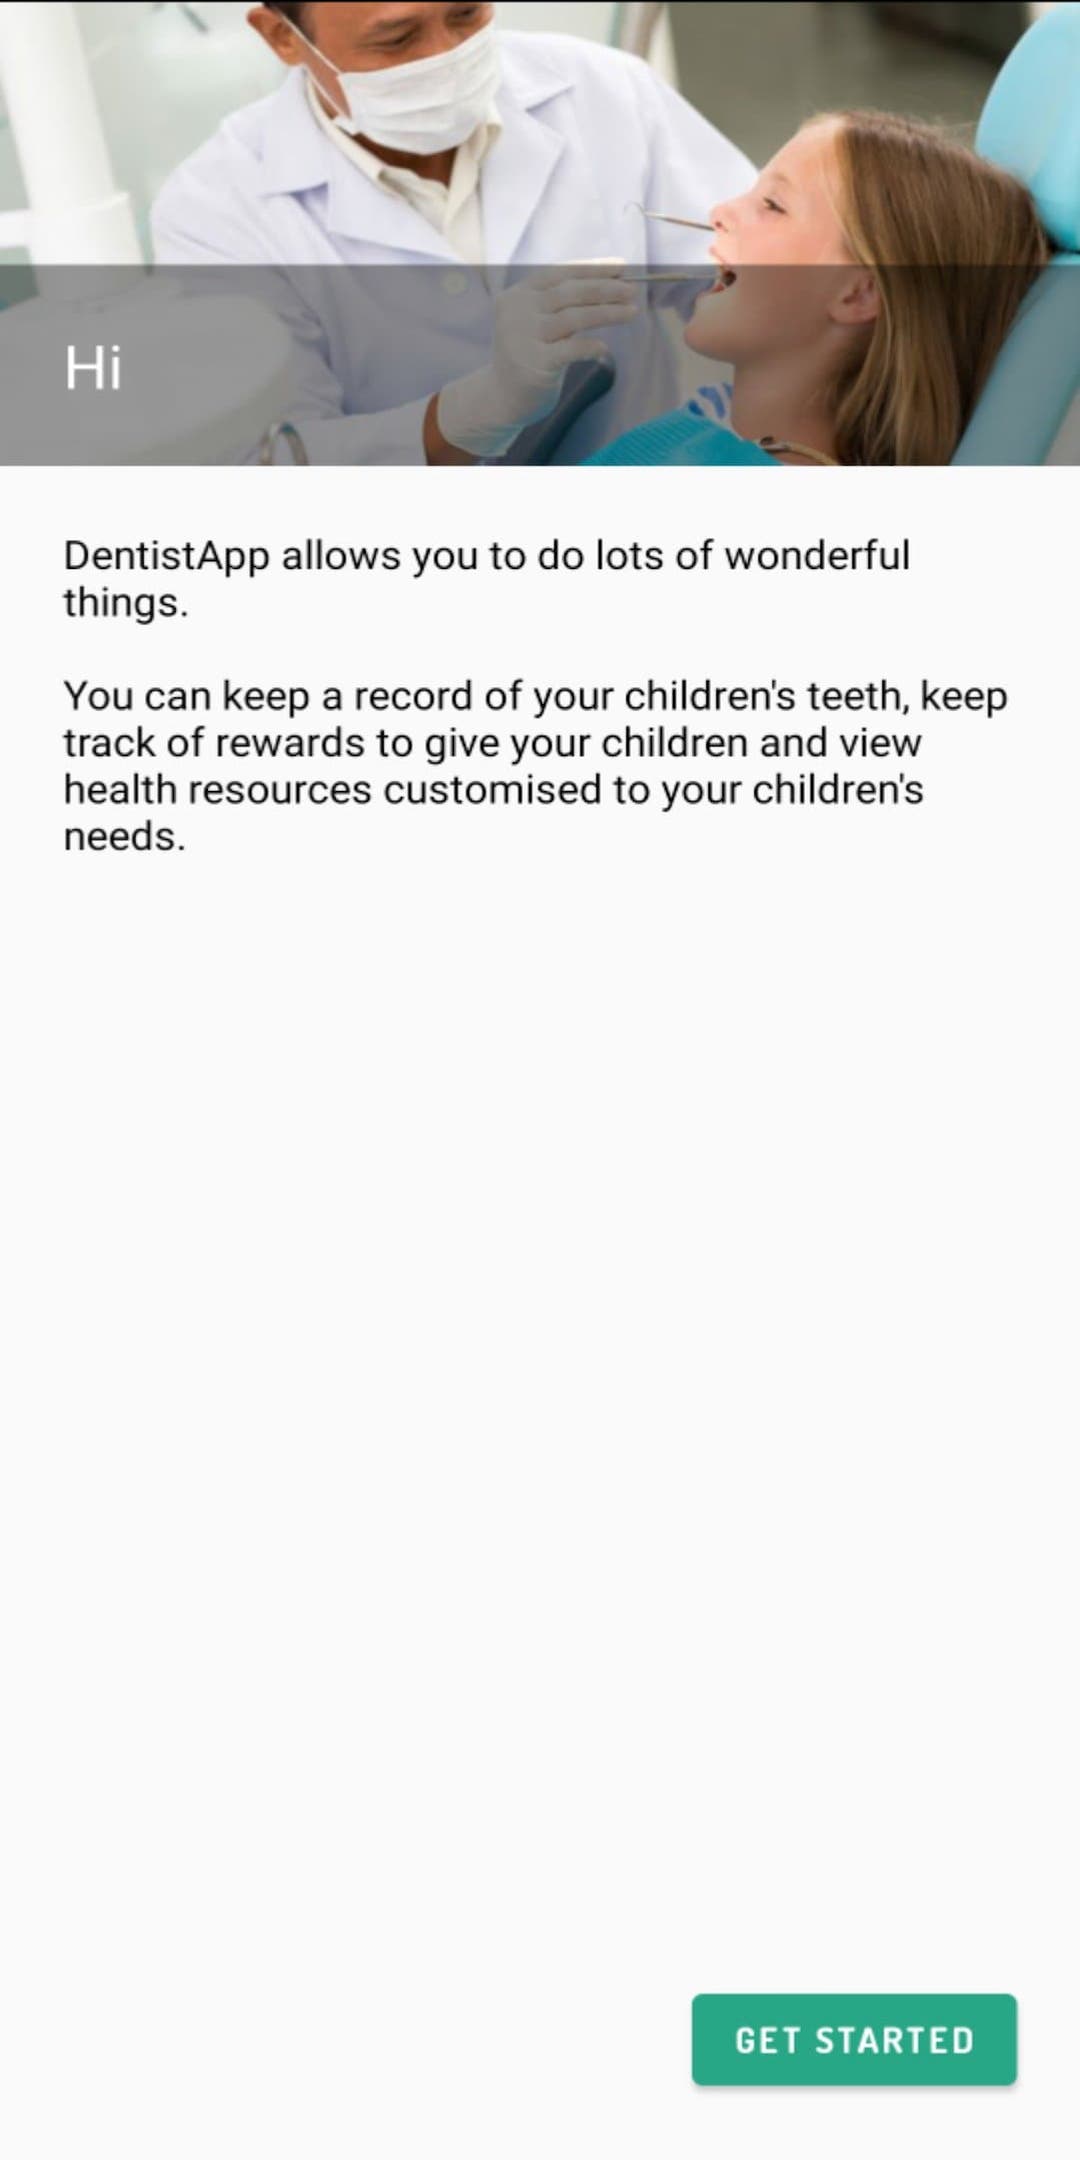 Hi
DentistApp allows you to do lots of wonderful
things.
You can keep a record of your children's teeth, keep
track of rewards to give your children and view
health resources customised to your children's
needs.
GET STARTED